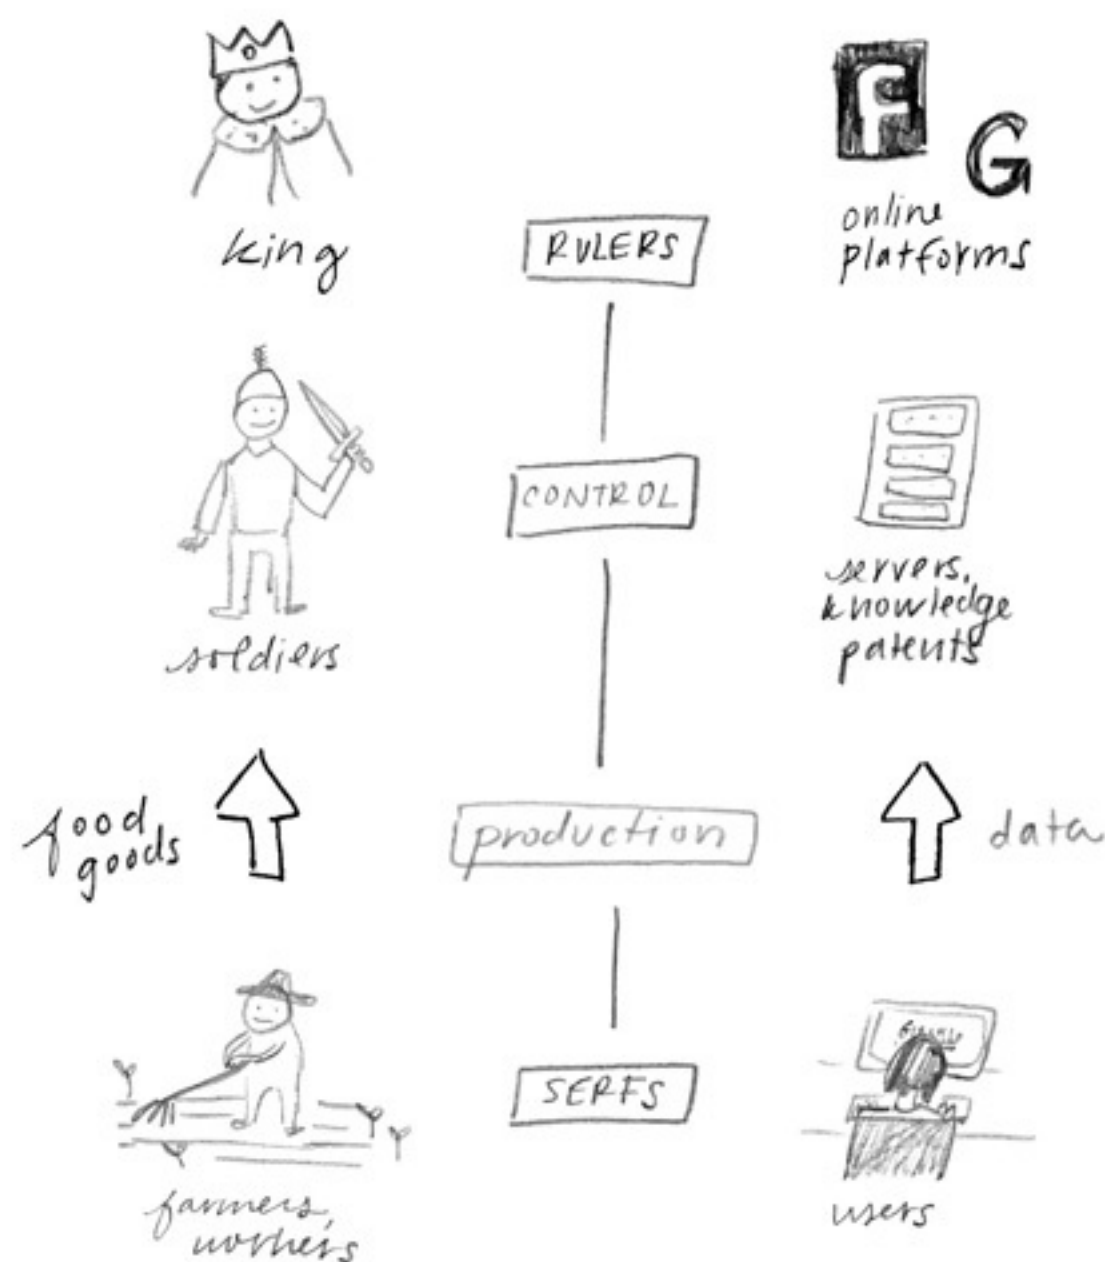 F
G
king
RULERS
online
platforms
CONTROL
soldiers
servers,
knowledge
patents
food
goods
production
data
SERFS
farmers,
workers
users